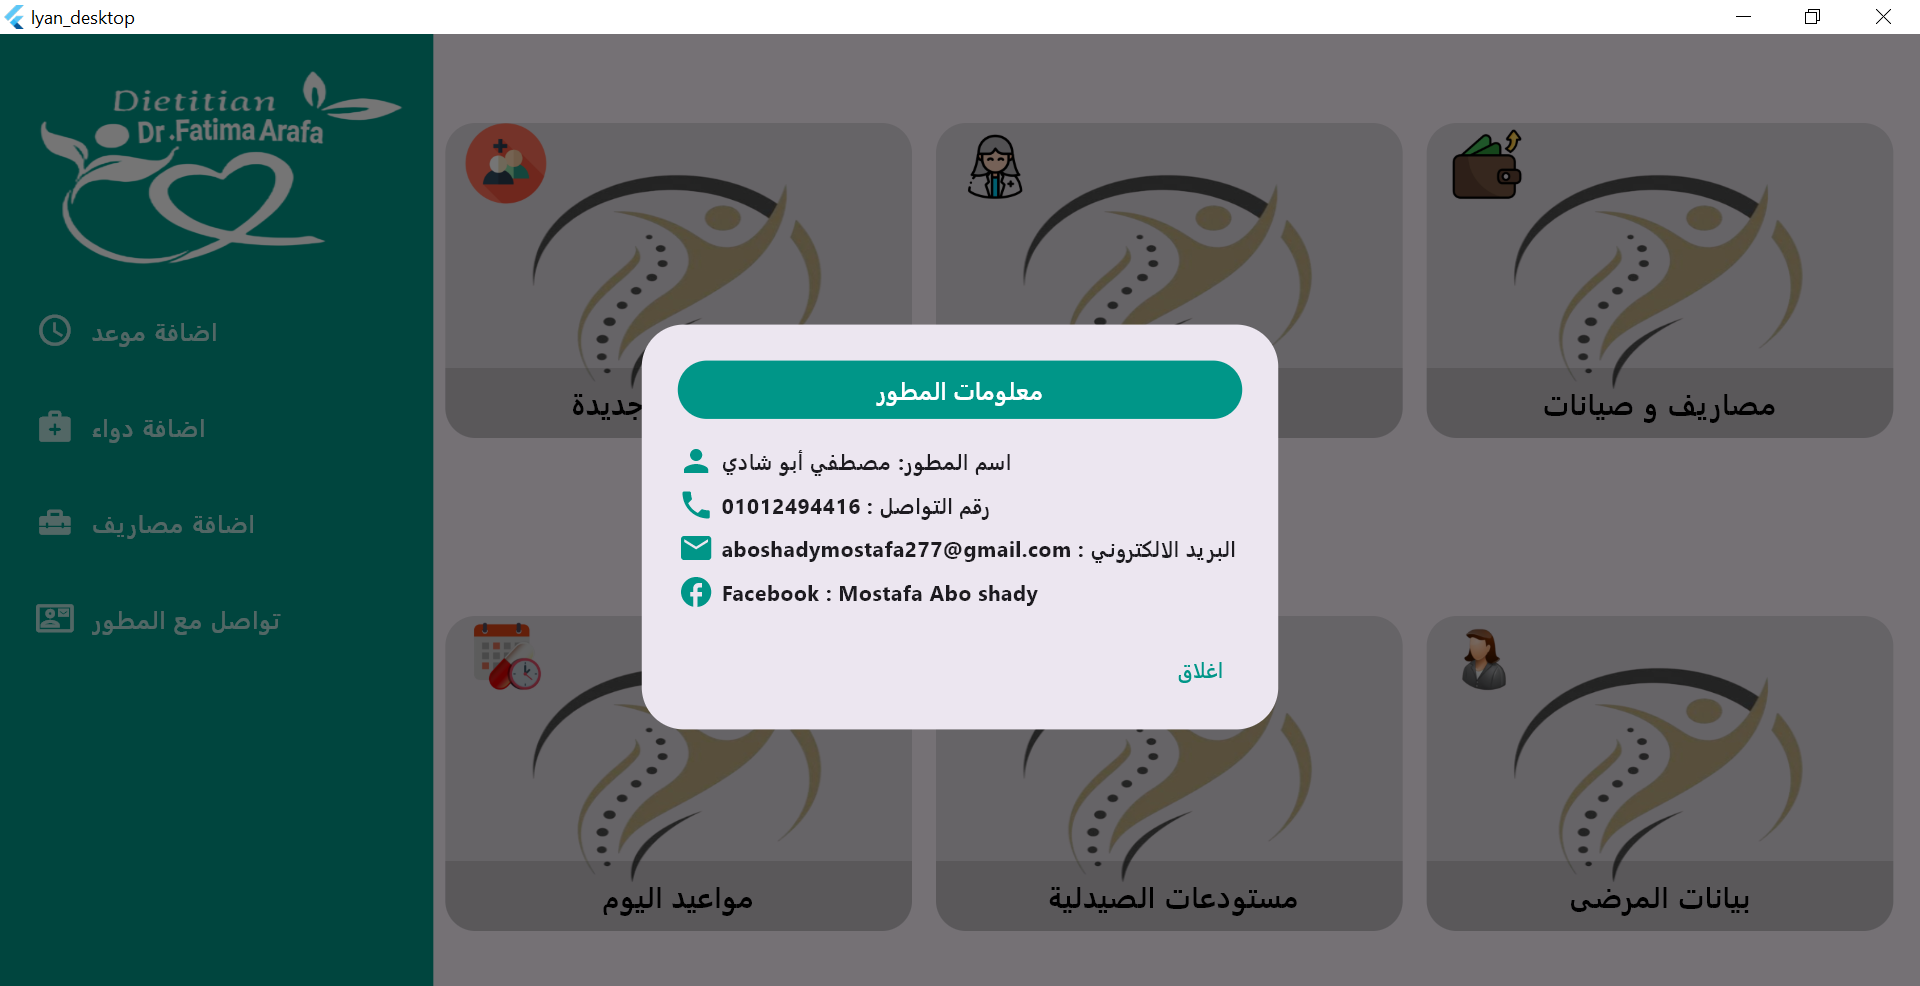 lyan_desktop
Dietitian
Dr.Fatima Arafa
اضافة موعد
اضافة دواء
اضافة مصاريف
تواصل مع المطور
جديدة
مصاريف و صيانات
معلومات المطور
اسم المطور: مصطفي أبو شادي
رقم التواصل : 01012494416
البريد الالكتروني : aboshadymostafa277@gmail.com
Facebook : Mostafa Abo shady
اغلاق
مواعيد اليوم
مستودعات الصيدلية
بيانات المرضى